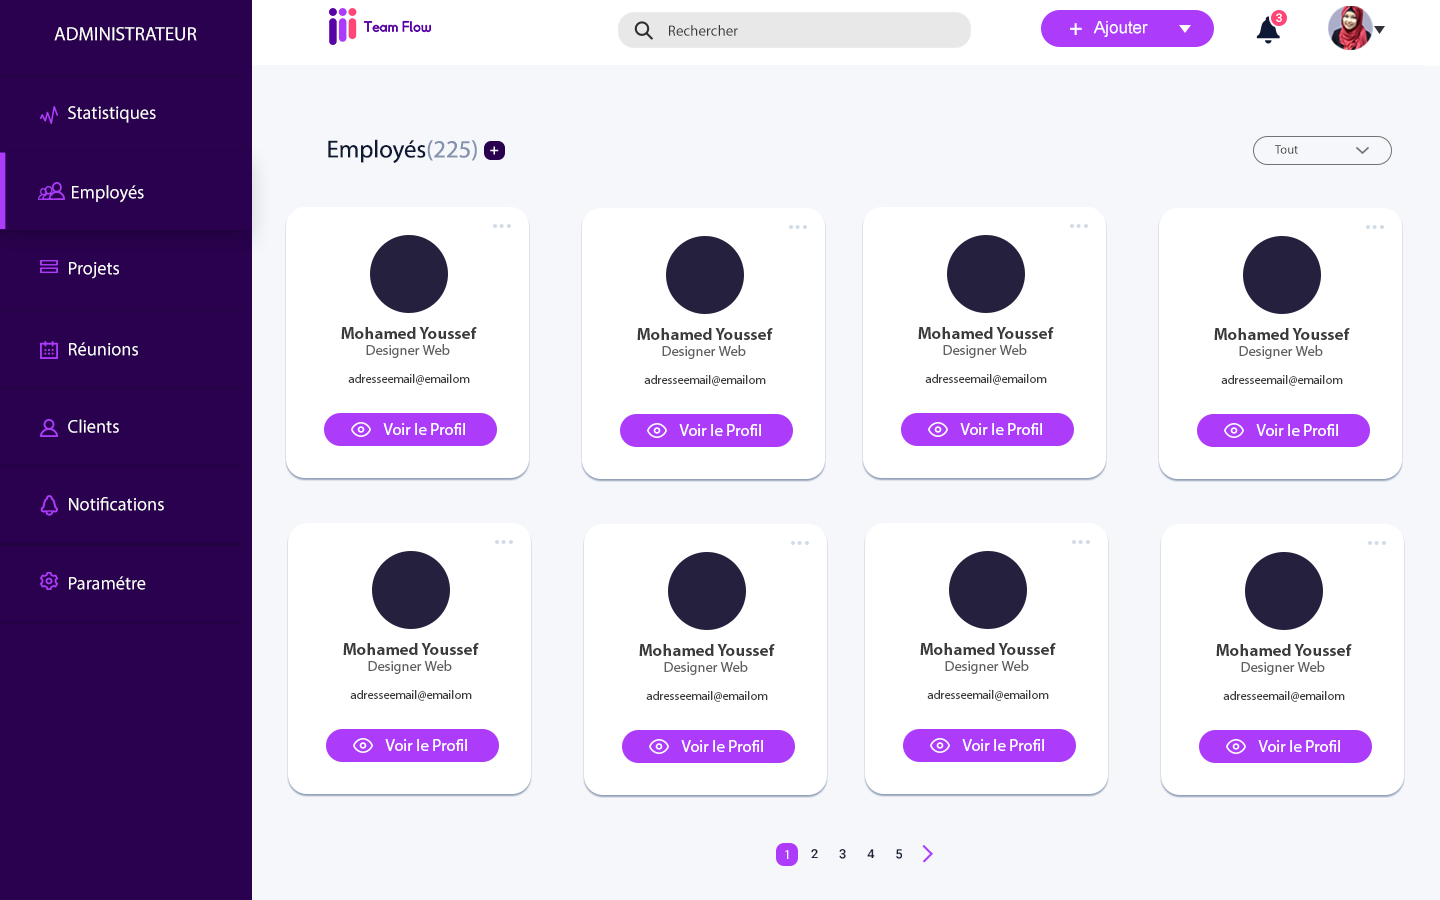 ADMINISTRATEUR
Statistiques
Employés
Projets
Réunions
Clients
Notifications
Paramétre
Team Flow
Rechercher
+ Ajouter
3
Employés(225) +
Tout
Mohamed Youssef
Designer Web
adresseemail@emailom
Voir le Profil
Mohamed Youssef
Designer Web
adresseemail@emailom
Voir le Profil
Mohamed Youssef
Designer Web
adresseemail@emailom
Voir le Profil
Mohamed Youssef
Designer Web
adresseemail@emailom
Voir le Profil
Mohamed Youssef
Designer Web
adresseemail@emailom
Voir le Profil
Mohamed Youssef
Designer Web
adresseemail@emailom
Voir le Profil
Mohamed Youssef
Designer Web
adresseemail@emailom
Voir le Profil
Mohamed Youssef
Designer Web
adresseemail@emailom
Voir le Profil
1 2 3 4 5